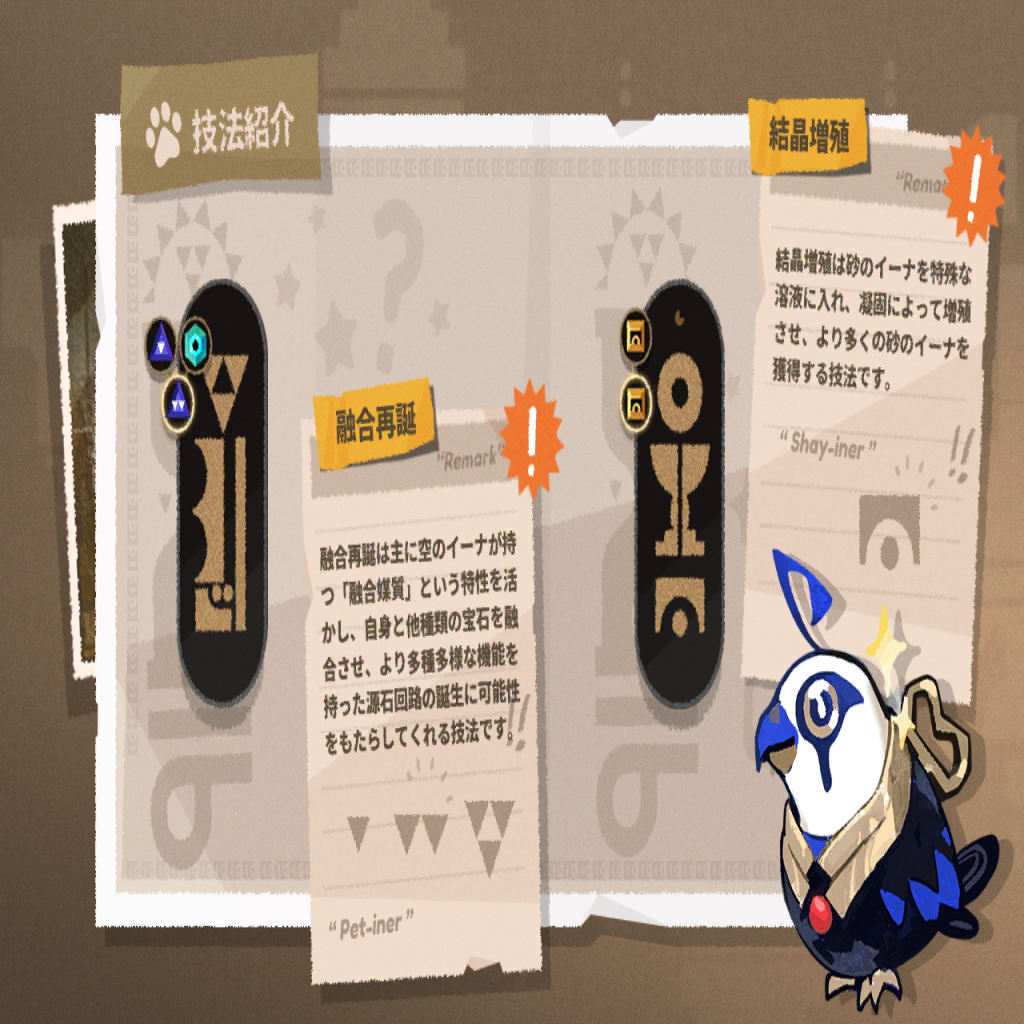 技法紹介
融合再誕
“Remark”
融合再誕は主に空のイーナが持
つ「融合媒質」という特性を活
かし、自身と他種類の宝石を融
合させ、より多種多様な機能を
持った源石回路の誕生に可能性
をもたらしてくれる技法です。
!!
“Pet-iner”
結晶増殖
“Remar
結晶増殖は砂のイーナを特殊な
溶液に入れ、凝固によって増殖
させ、より多くの砂のイーナを
獲得する技法です。
“Shay-iner”
!!